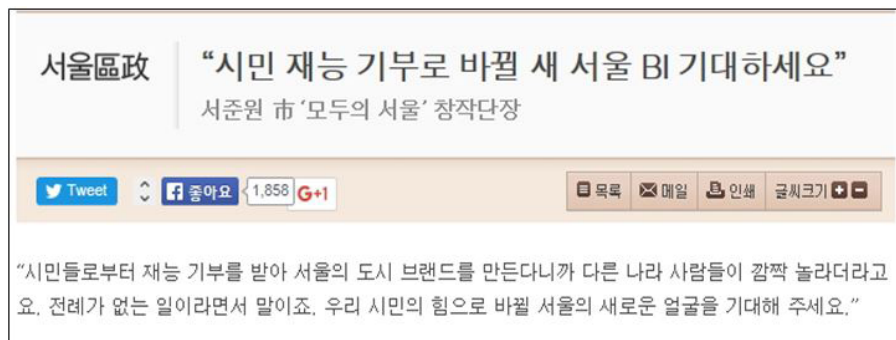 서울區政
“시민 재능 기부로 바뀔 새 서울 BI 기대하세요”
서준원 市 ‘모두의 서울’ 창작단장
Tweet 좋아요 1,858 G+1 목록 메일 인쇄 글씨크기
“시민들로부터 재능 기부를 받아 서울의 도시 브랜드를 만든다니까 다른 나라 사람들이 깜짝 놀라더라고
요. 전례가 없는 일이라면서 말이죠. 우리 시민의 힘으로 바뀔 서울의 새로운 얼굴을 기대해 주세요.”